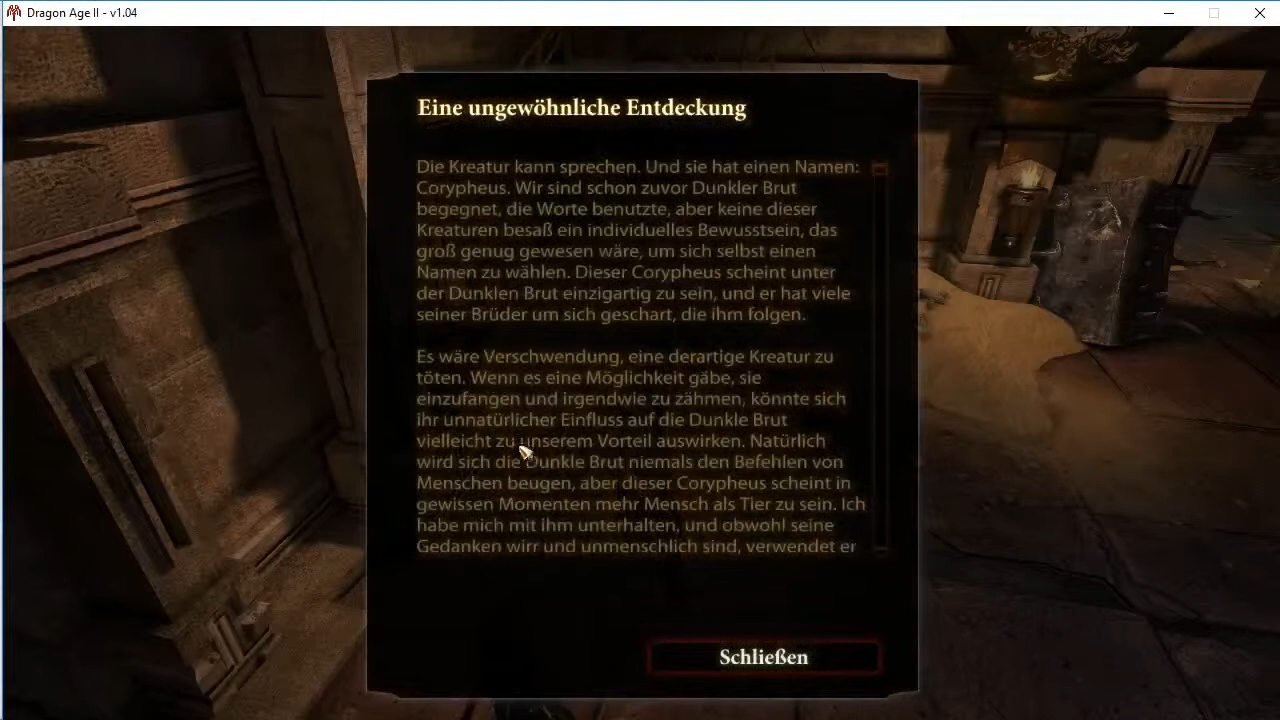 Dragon Age II - v1.04
Eine ungewöhnliche Entdeckung
Die Kreatur kann sprechen. Und sie hat einen Namen:
Corypheus. Wir sind schon zuvor Dunkler Brut
begegnet, die Worte benutzte, aber keine dieser
Kreaturen besaß ein individuelles Bewusstsein, das
groß genug gewesen wäre, um sich selbst einen
Namen zu wählen. Dieser Corypheus scheint unter
der Dunklen Brut einzigartig zu sein, und er hat viele
seiner Brüder um sich geschart, die ihm folgen.
Es wäre Verschwendung, eine derartige Kreatur zu
töten. Wenn es eine Möglichkeit gäbe, sie
einzufangen und irgendwie zu zähmen, könnte sich
ihr unnatürlicher Einfluss auf die Dunkle Brut
vielleicht zu unserem Vorteil auswirken. Natürlich
wird sich die Dunkle Brut niemals den Befehlen von
Menschen beugen, aber dieser Corypheus scheint in
gewissen Momenten mehr Mensch als Tier zu sein. Ich
habe mich mit ihm unterhalten, und obwohl seine
Gedanken wirr und unmenschlich sind, verwendet er
Schließen